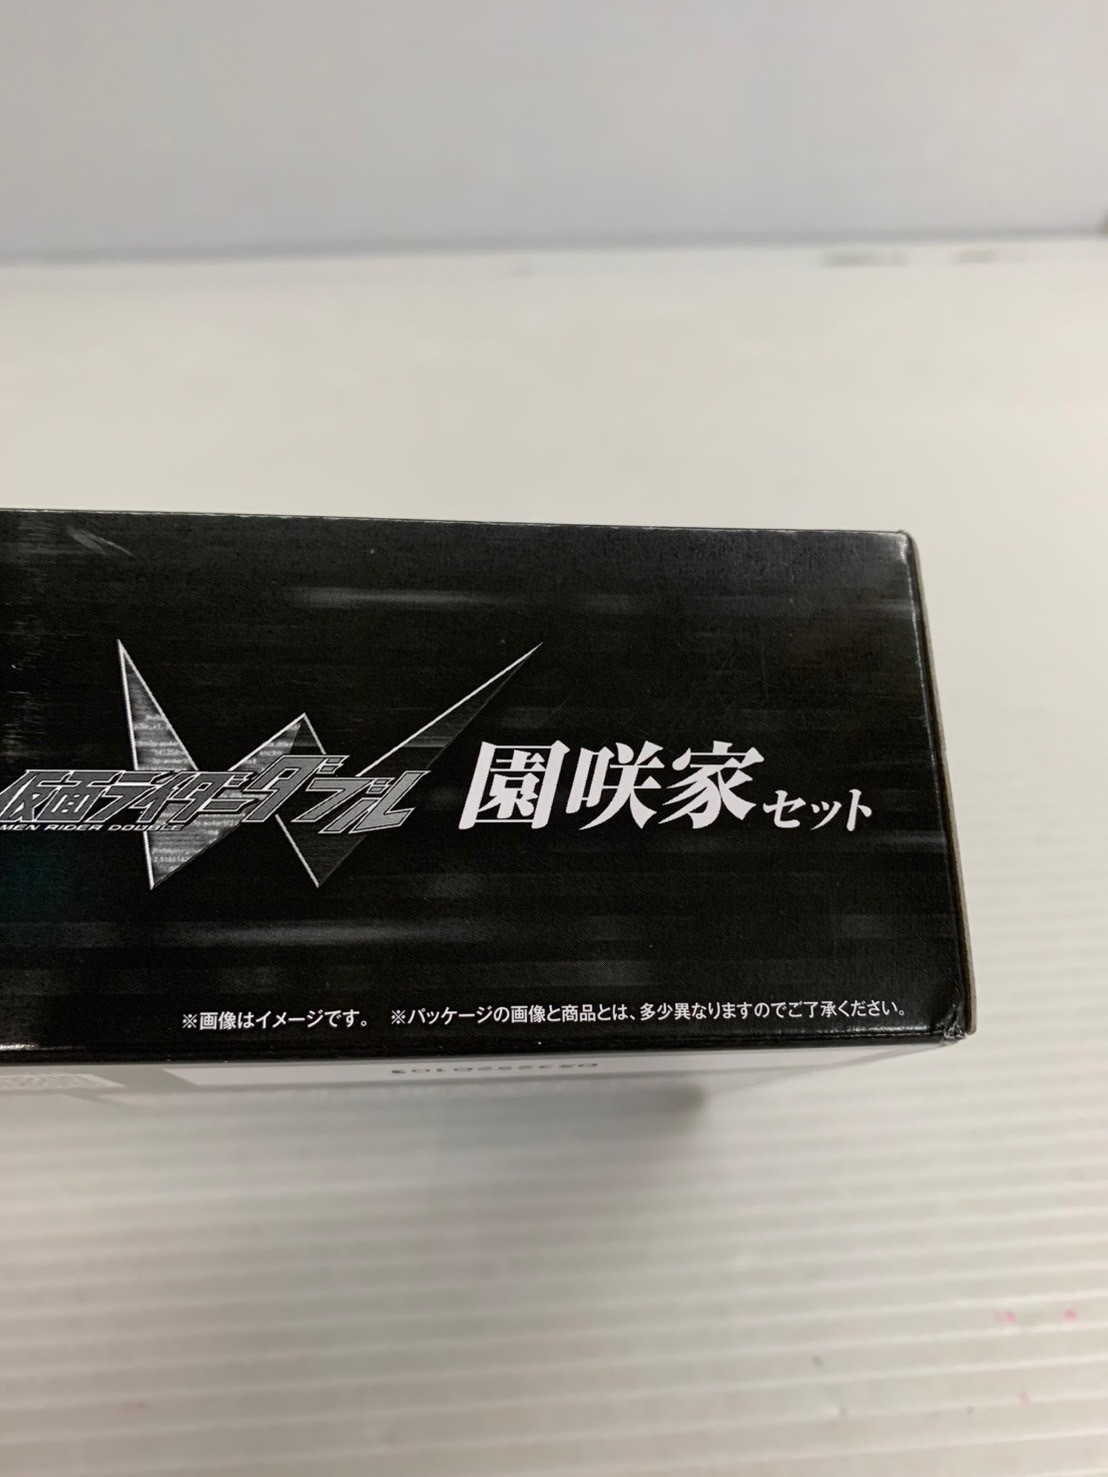 仮面ライダーダブル
MEN RIDER DOUBLE
園咲家セット
※画像はイメージです。 ※パッケージの画像と商品とは、多少異なりますのでご了承ください。